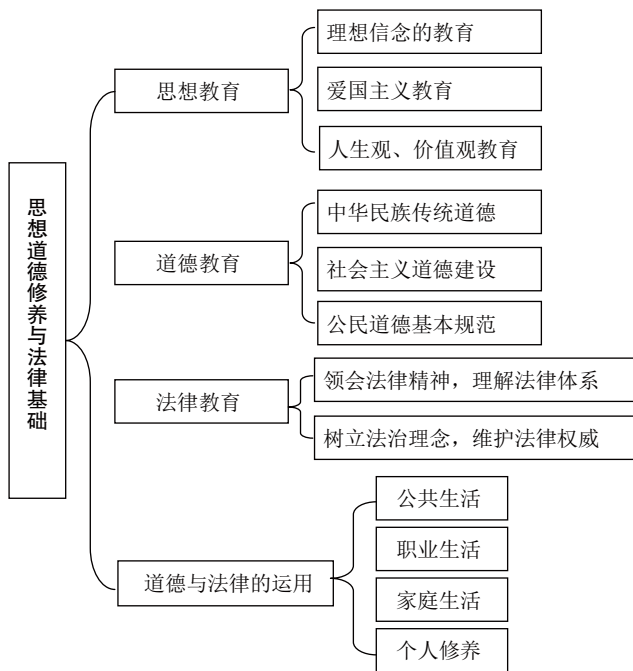 思想道德修养与法律基础
思想教育
理想信念的教育
爱国主义教育
人生观、价值观教育
道德教育
中华民族传统道德
社会主义道德建设
公民道德基本规范
法律教育
领会法律精神，理解法律体系
树立法治理念，维护法律权威
道德与法律的运用
公共生活
职业生活
家庭生活
个人修养